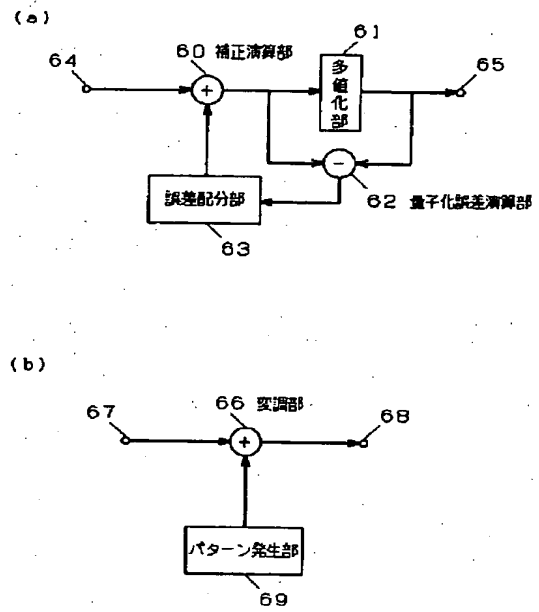 (a)
60 補正演算部
61
64
65
+
多値化部
−
誤差配分部
62 量子化誤差演算部
63
(b)
67
66 変調部
68
+
パターン発生部
69